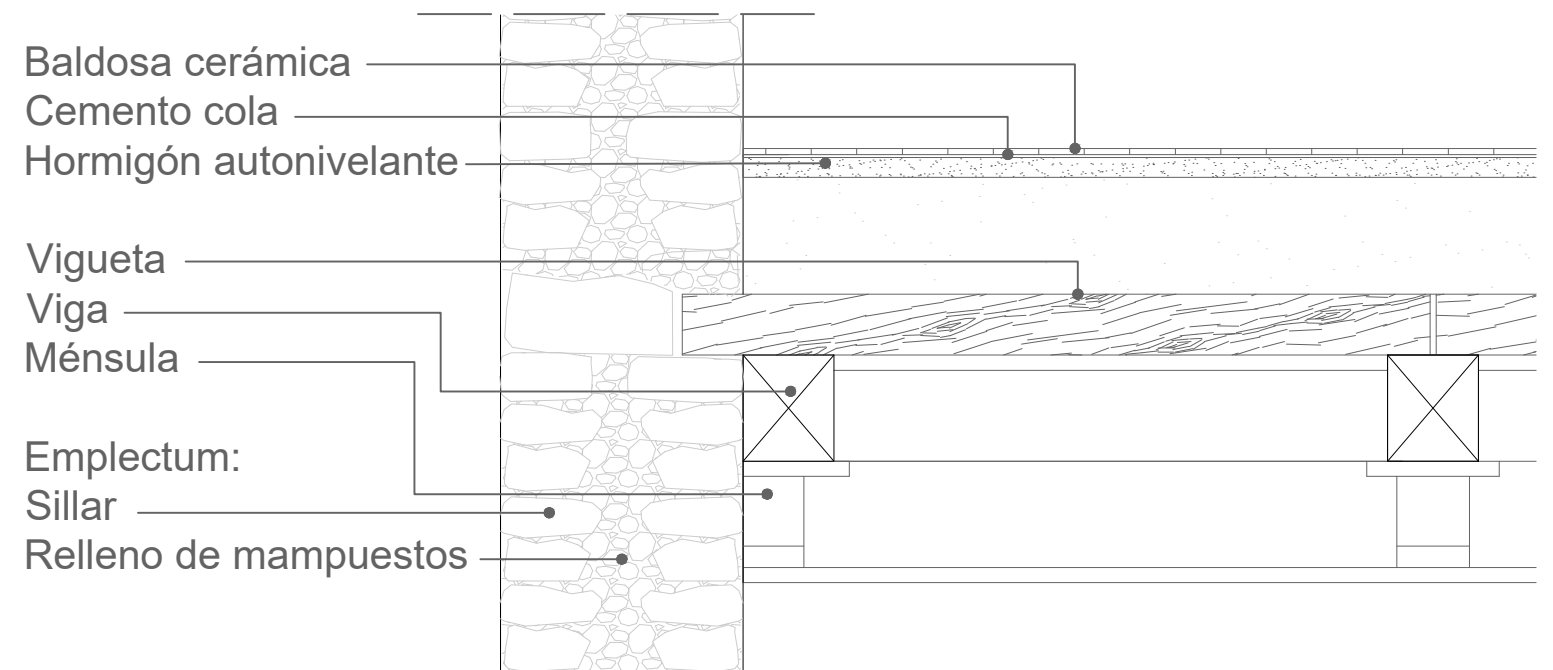 Baldosa cerámica
Cemento cola
Hormigón autonivelante
Vigueta
Viga
Ménsula
Emplectum:
Sillar
Relleno de mampuestos